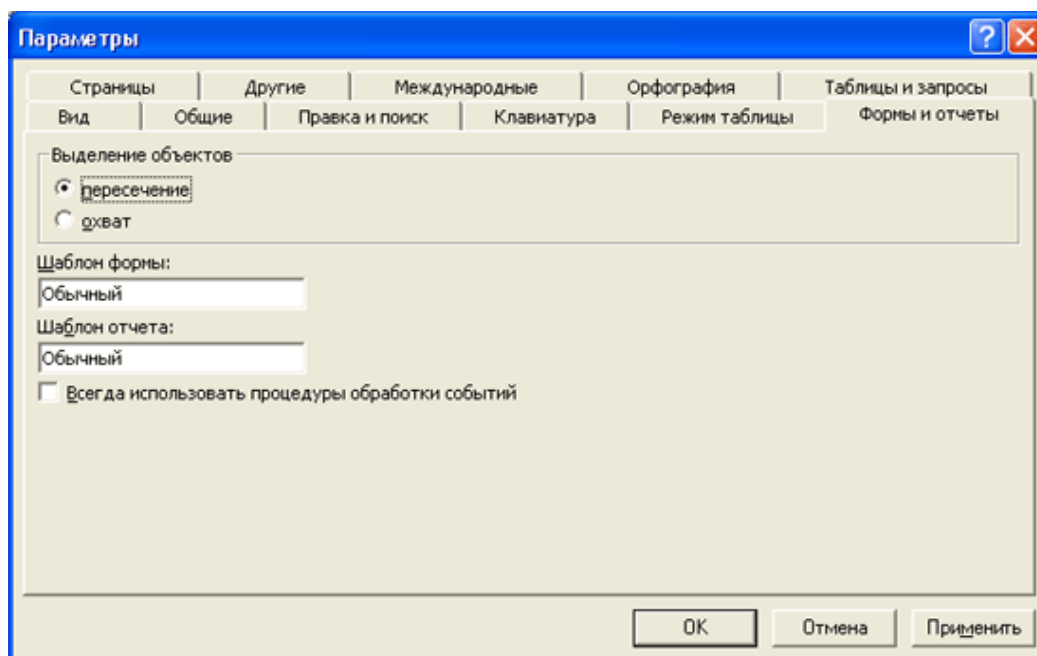 Параметры
Страницы Другие Международные Орфография Таблицы и запросы
Вид Общие Правка и поиск Клавиатура Режим таблицы Формы и отчеты
Выделение объектов
пересечение
охват
Шаблон формы:
Обычный
Шаблон отчета:
Обычный
Всегда использовать процедуры обработки событий
OK Отмена Применить